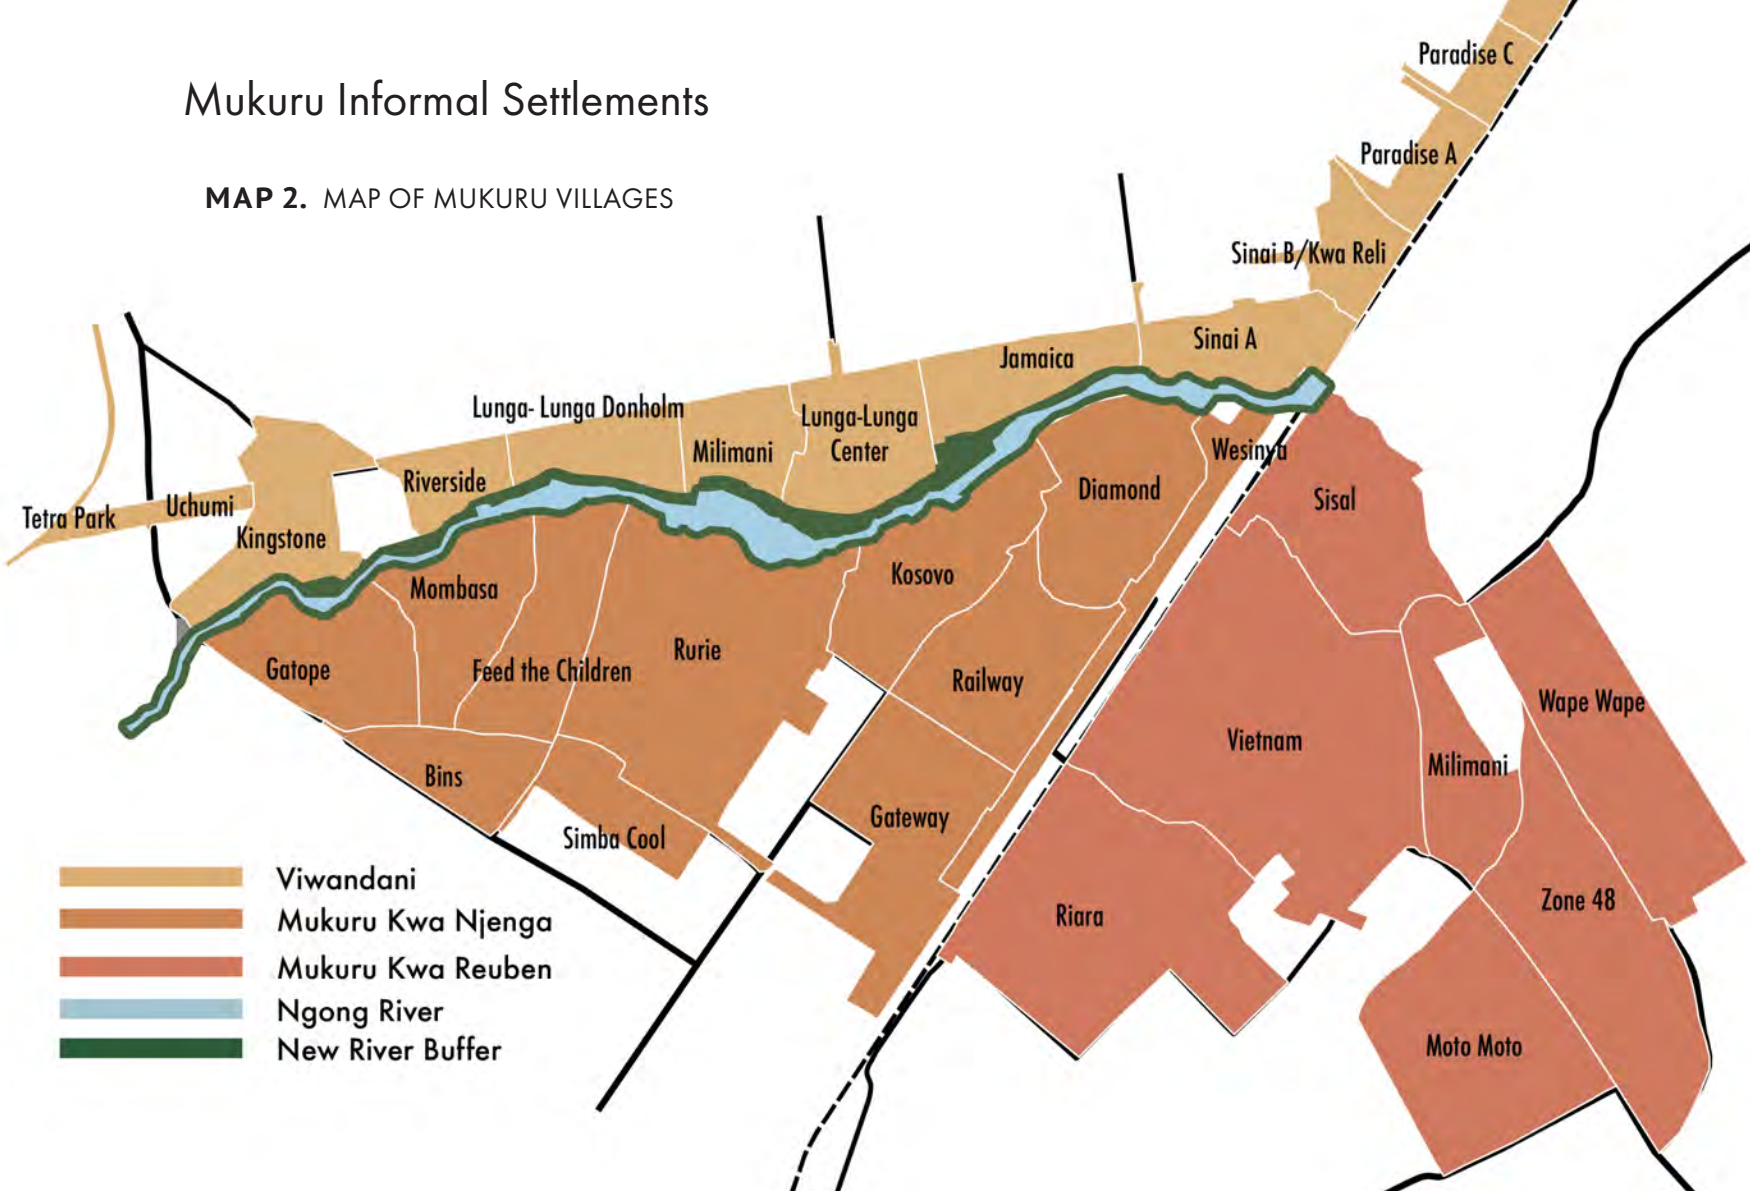 Mukuru Informal Settlements
MAP 2. MAP OF MUKURU VILLAGES
Paradise C
Paradise A
Sinai B/Kwa Reli
Sinai A
Jamaica
Lunga- Lunga Donholm
Lunga-Lunga
Center
Milimani
Riverside
Uchumi
Tetra Park
Kingstone
Wesinya
Diamond
Sisal
Kosovo
Mombasa
Gatope
Feed the Children
Rurie
Railway
Wape Wape
Vietnam
Milimani
Bins
Simba Cool
Gateway
Zone 48
Riara
Moto Moto
Viwandani
Mukuru Kwa Njenga
Mukuru Kwa Reuben
Ngong River
New River Buffer